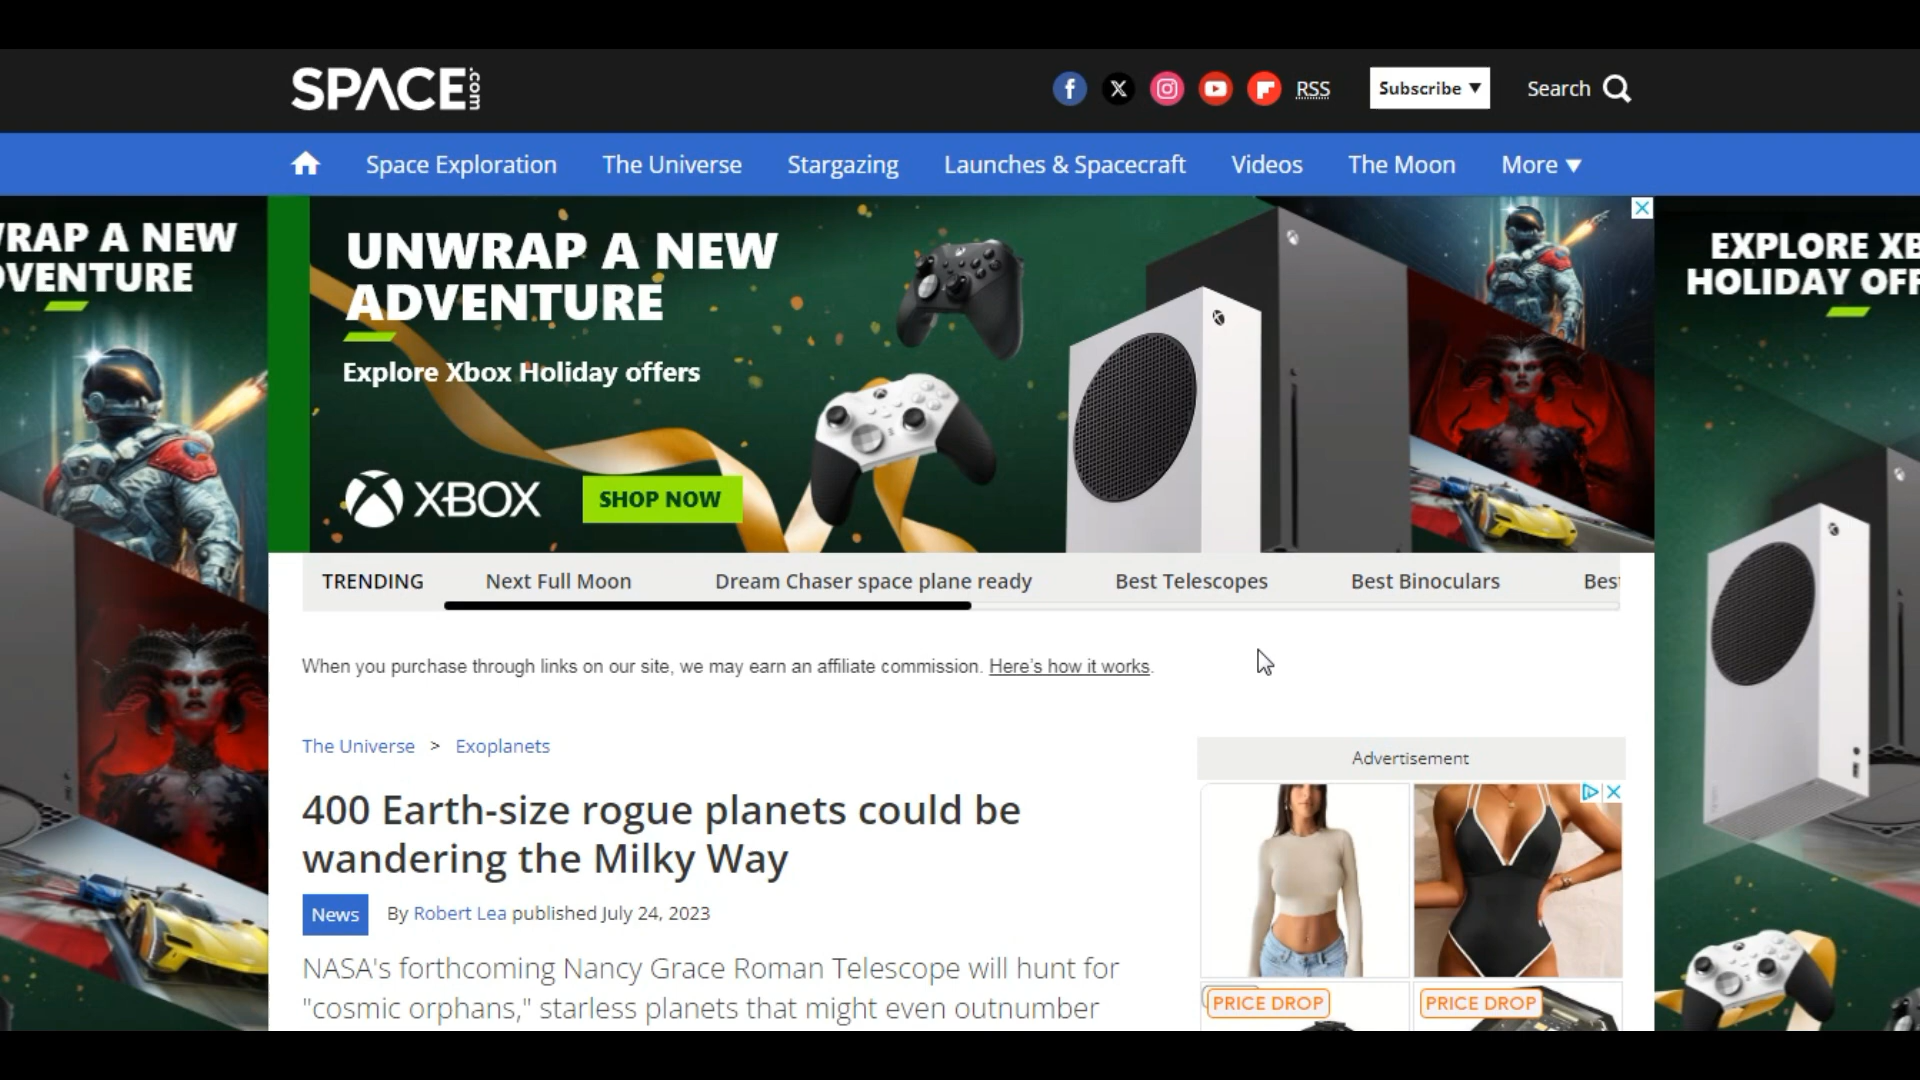 SPACE.com
RSS
Subscribe ▼
Search
Space Exploration
The Universe
Stargazing
Launches & Spacecraft
Videos
The Moon
More ▼
RAP A NEW
VENTURE
UNWRAP A NEW
ADVENTURE
Explore Xbox Holiday offers
XBOX
SHOP NOW
EXPLORE XB
HOLIDAY OFF
TRENDING
Next Full Moon
Dream Chaser space plane ready
Best Telescopes
Best Binoculars
Best
When you purchase through links on our site, we may earn an affiliate commission. Here’s how it works.
The Universe > Exoplanets
Advertisement
400 Earth-size rogue planets could be
wandering the Milky Way
News
By Robert Lea published July 24, 2023
NASA's forthcoming Nancy Grace Roman Telescope will hunt for
"cosmic orphans," starless planets that might even outnumber
PRICE DROP
PRICE DROP